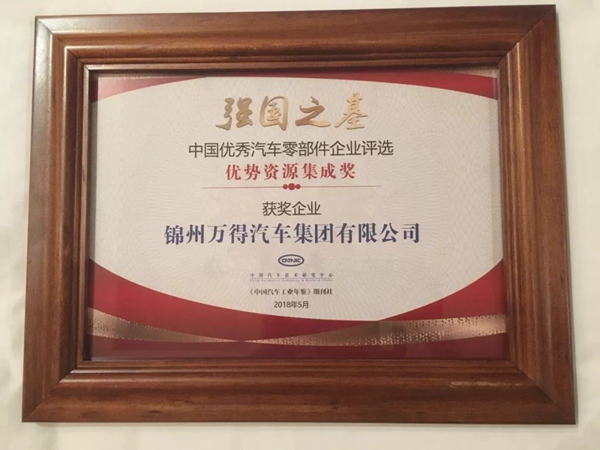 强国之基
中国优秀汽车零部件企业评选
优势资源集成奖
获奖企业
锦州万得汽车集团有限公司
中国汽车技术研究中心
《中国汽车工业年鉴》期刊社
2018年5月